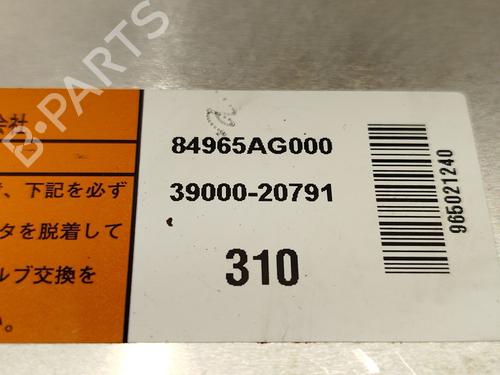 会社
、下記を必ず
タを脱着して
ルブ交換を
い。
84965AG000
39000-20791
310
965021240
B-PARTS